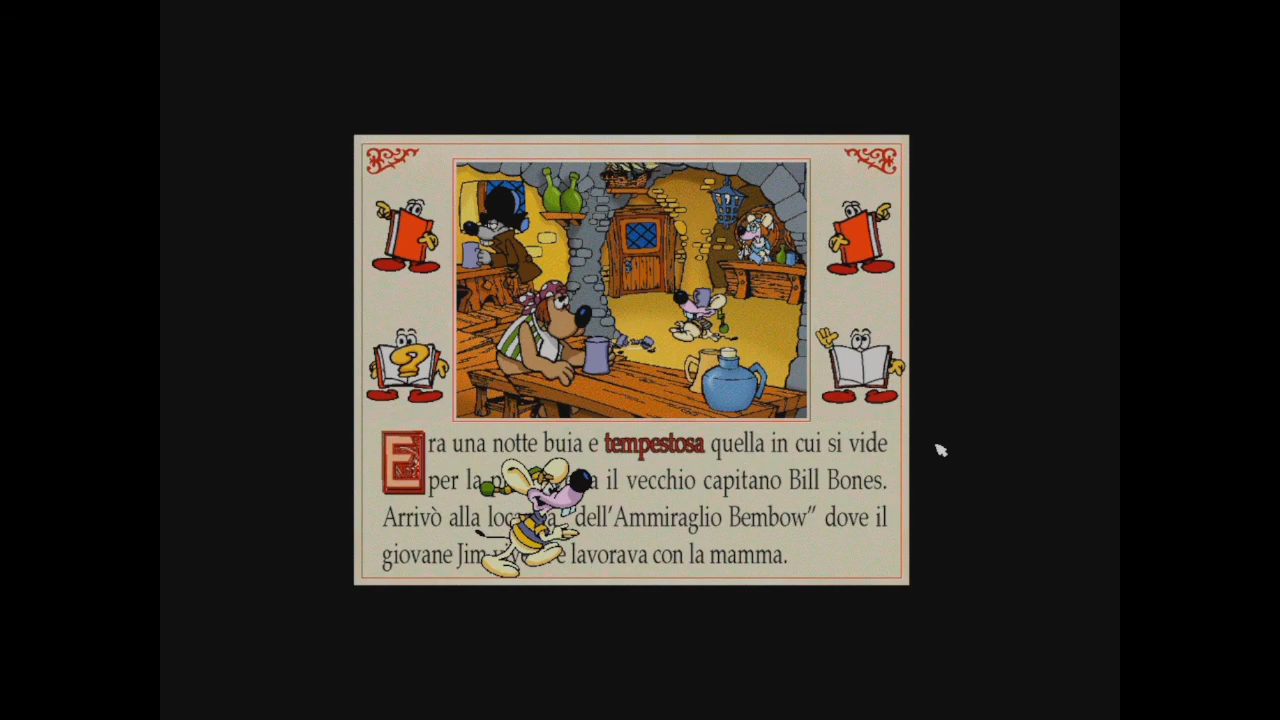 Era una notte buia e tempestosa quella in cui si vide
per la il vecchio capitano Bill Bones.
Arrivò alla dell'Ammiraglio Bembow” dove il
giovane Jim lavorava con la mamma.